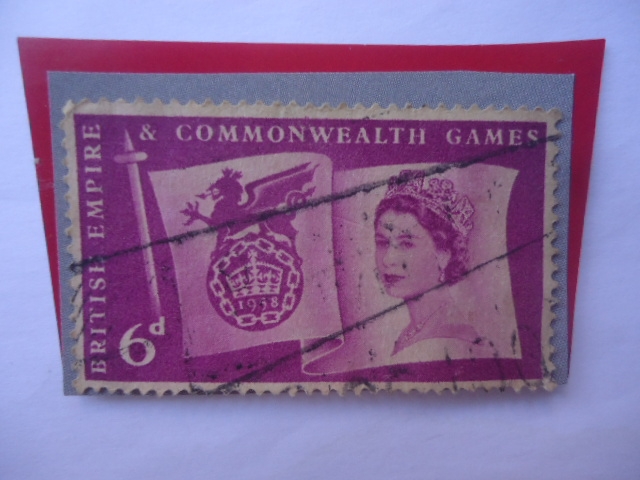 BRITISH EMPIRE
& COMMONWEALTH GAMES
1958
6d